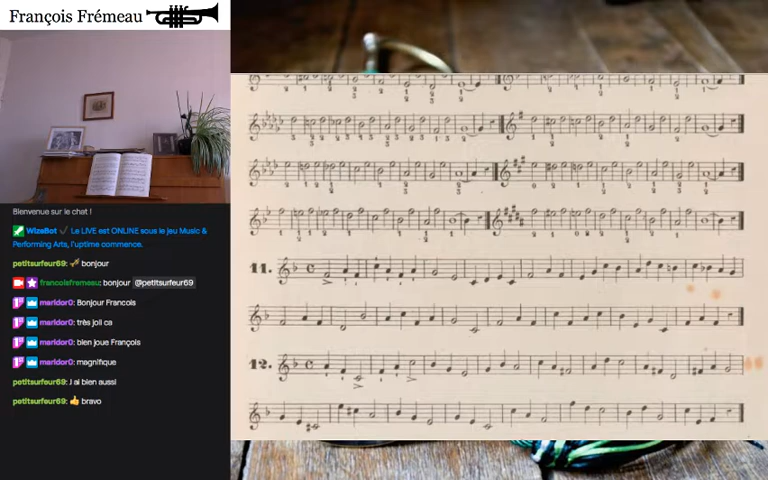 François Frémeau
Bienvenue sur le chat !
WizeBot ✓ Le LIVE est ONLINE sous le jeu Music &
Performing Arts, l'uptime commence.
petitsurfeur69: 🎺 bonjour
francoisfremeau: bonjour @petitsurfeur69
maridor0: Bonjour Francois
maridor0: très joli ca
maridor0: bien joue François
maridor0: magnifique
petitsurfeur69: J ai bien aussi
petitsurfeur69: 👍 bravo
11.
12.